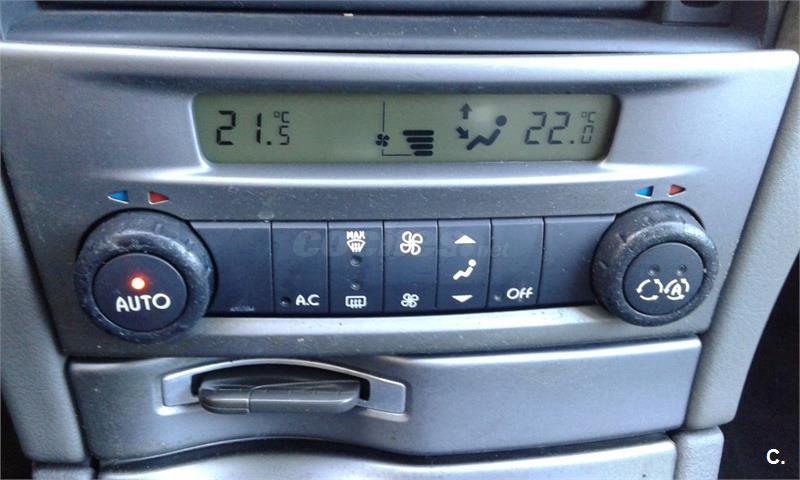 21.5 °C
22.0 °C
MAX
AUTO
A.C
OFF
A
C.